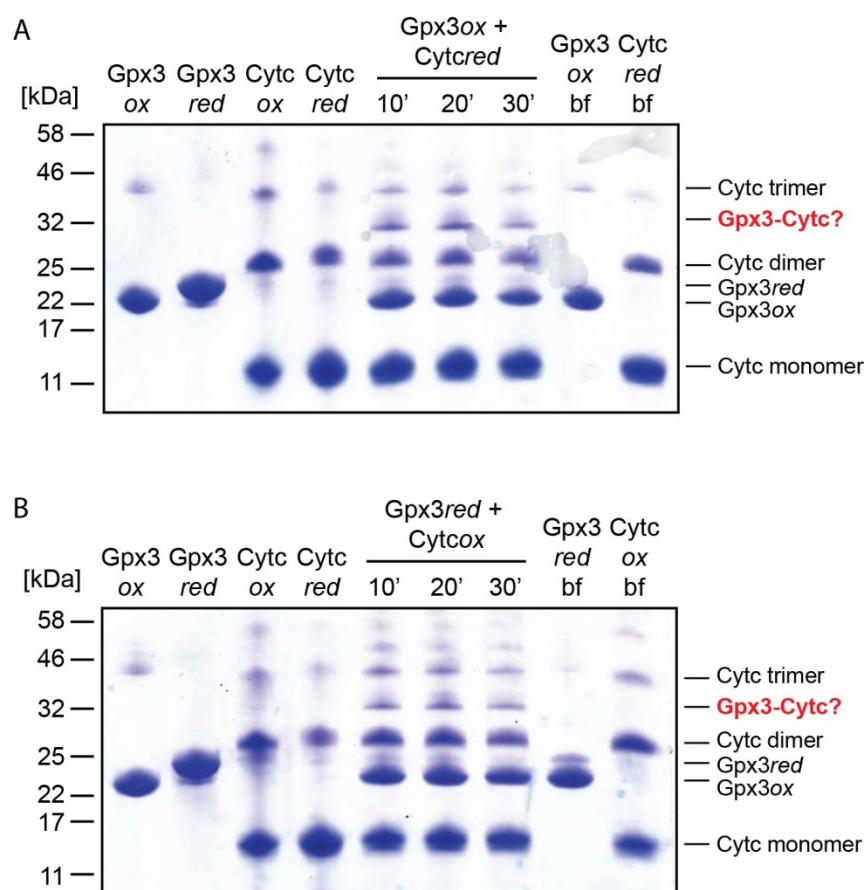 A
Gpx3ox +
Cytcred
Gpx3 Gpx3 Cytc Cytc Gpx3 Cytc
[kDa] ox red ox red 10' 20' 30' ox red
bf bf
58
46
32
25
22
17
11
Cytc trimer
Gpx3-Cytc?
Cytc dimer
Gpx3red
Gpx3ox
Cytc monomer
B
Gpx3red +
Cytcox
Gpx3 Gpx3 Cytc Cytc Gpx3 Cytc
[kDa] ox red ox red 10' 20' 30' red ox
bf bf
58
46
32
25
22
17
11
Cytc trimer
Gpx3-Cytc?
Cytc dimer
Gpx3red
Gpx3ox
Cytc monomer